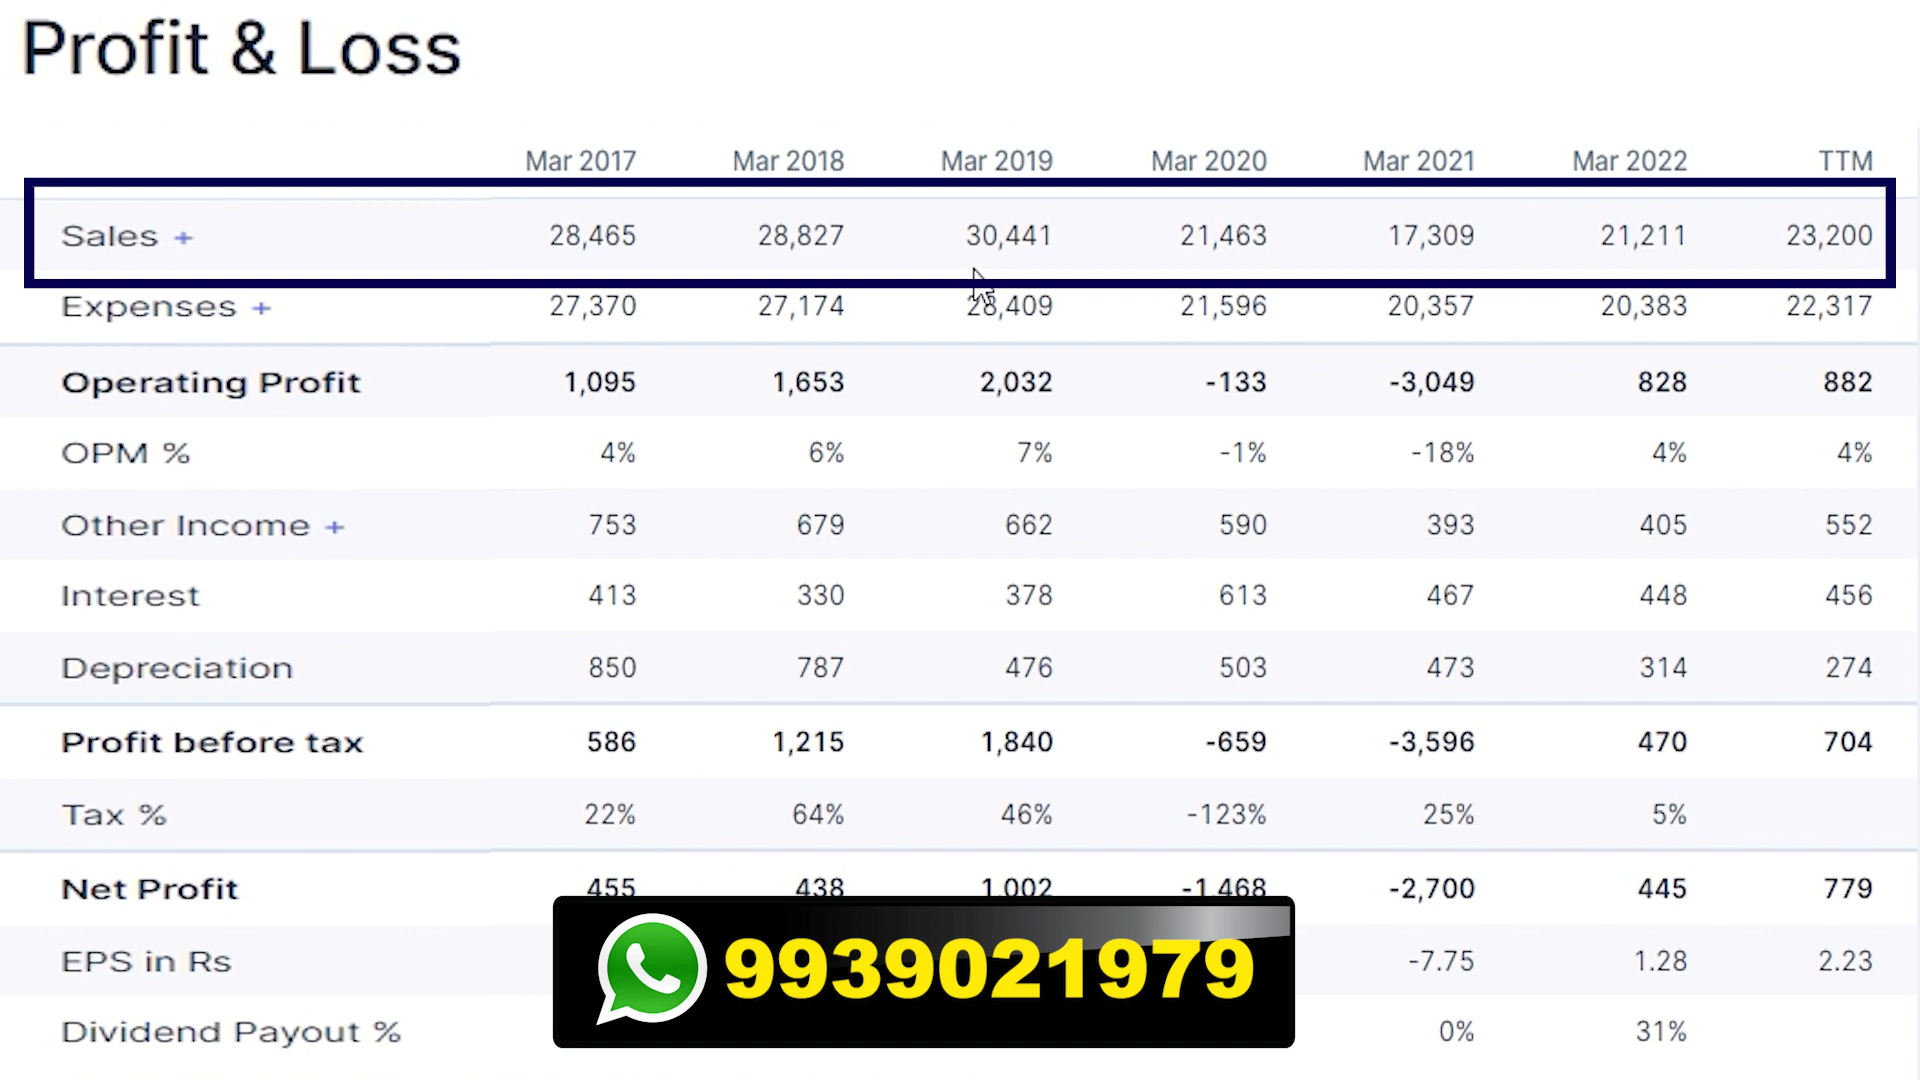 Profit & Loss
Mar 2017 Mar 2018 Mar 2019 Mar 2020 Mar 2021 Mar 2022 TTM
Sales + 28,465 28,827 30,441 21,463 17,309 21,211 23,200
Expenses + 27,370 27,174 28,409 21,596 20,357 20,383 22,317
Operating Profit 1,095 1,653 2,032 -133 -3,049 828 882
OPM % 4% 6% 7% -1% -18% 4% 4%
Other Income + 753 679 662 590 393 405 552
Interest 413 330 378 613 467 448 456
Depreciation 850 787 476 503 473 314 274
Profit before tax 586 1,215 1,840 -659 -3,596 470 704
Tax % 22% 64% 46% -123% 25% 5%
Net Profit 455 438 1,002 -1,468 -2,700 445 779
EPS in Rs -7.75 1.28 2.23
Dividend Payout % 0% 31%
9939021979